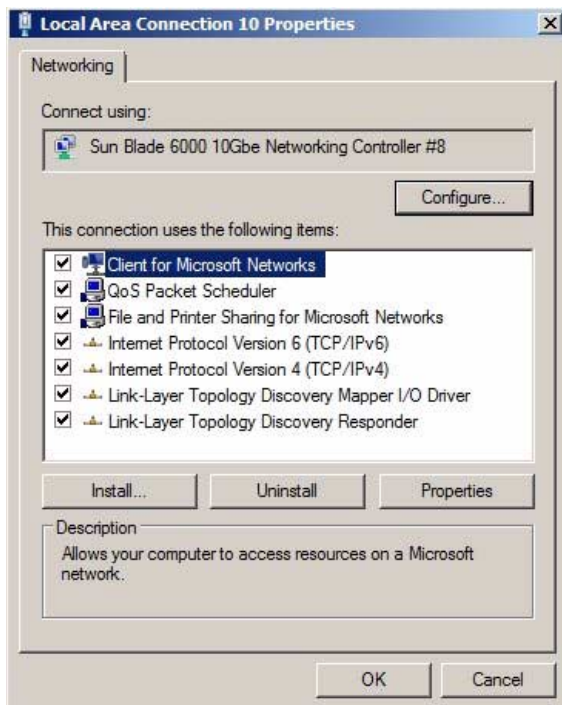 Local Area Connection 10 Properties
Networking
Connect using:
Sun Blade 6000 10Gbe Networking Controller #8
Configure...
This connection uses the following items:
Client for Microsoft Networks
QoS Packet Scheduler
File and Printer Sharing for Microsoft Networks
Internet Protocol Version 6 (TCP/IPv6)
Internet Protocol Version 4 (TCP/IPv4)
Link-Layer Topology Discovery Mapper I/O Driver
Link-Layer Topology Discovery Responder
Install... Uninstall Properties
Description
Allows your computer to access resources on a Microsoft
network.
OK Cancel